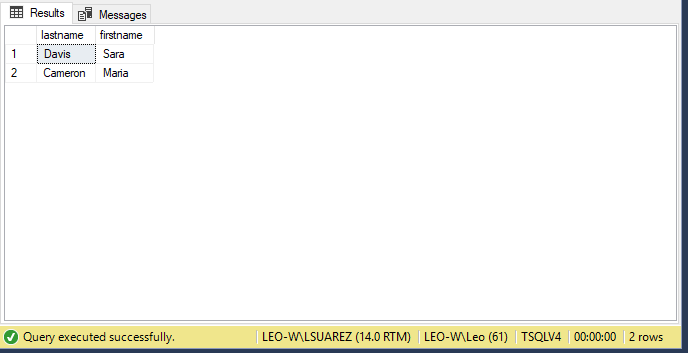 Results Messages
lastname firstname
1 Davis Sara
2 Cameron Maria
Query executed successfully. LEO-W\LSUAREZ (14.0 RTM) LEO-W\Leo (61) TSQLV4 00:00:00 2 rows